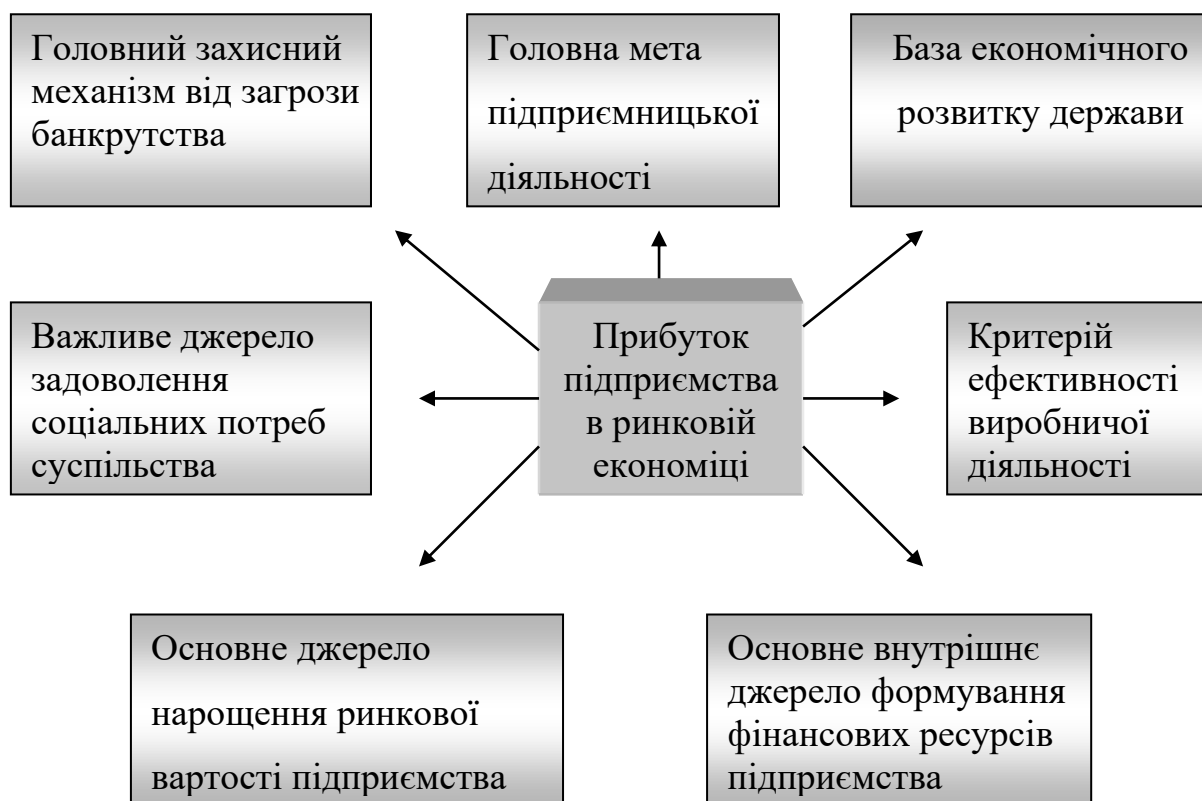 Головний захисний
механізм від загрози
банкрутства
Головна мета
підприємницької
діяльності
База економічного
розвитку держави
Важливе джерело
задоволення
соціальних потреб
суспільства
Прибуток
підприємства
в ринковій
економіці
Критерій
ефективності
виробничої
діяльності
Основне джерело
нарощення ринкової
вартості підприємства
Основне внутрішнє
джерело формування
фінансових ресурсів
підприємства